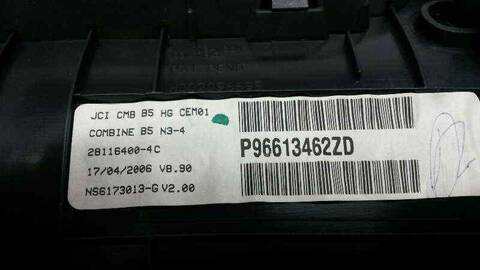 JCI CMB B5 HG CEM01
COMBINE B5 N3-4
28116400-4C
17/04/2006 V8.90
NS6173013-G V2.00
P96613462ZD